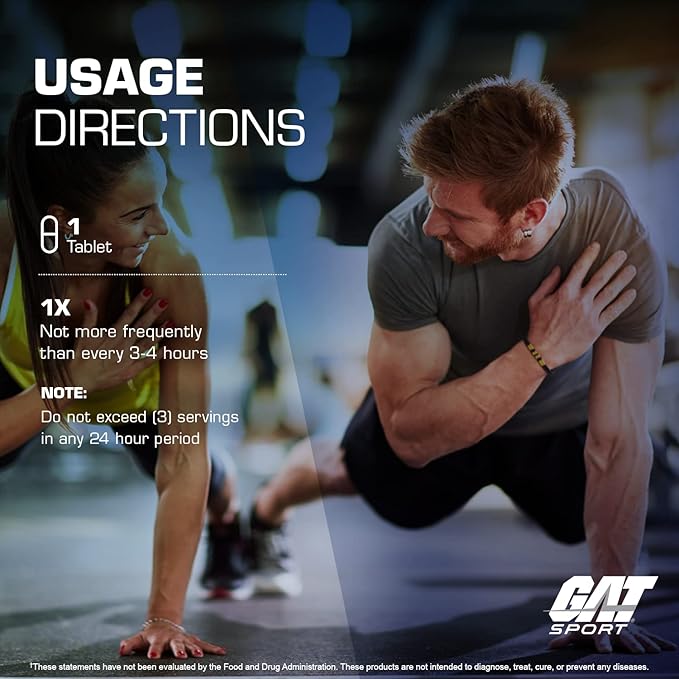 USAGE
DIRECTIONS
1
Tablet
1X
Not more frequently
than every 3-4 hours
NOTE:
Do not exceed (3) servings
in any 24 hour period
GAT
SPORT
¹These statements have not been evaluated by the Food and Drug Administration. These products are not intended to diagnose, treat, cure, or prevent any diseases.